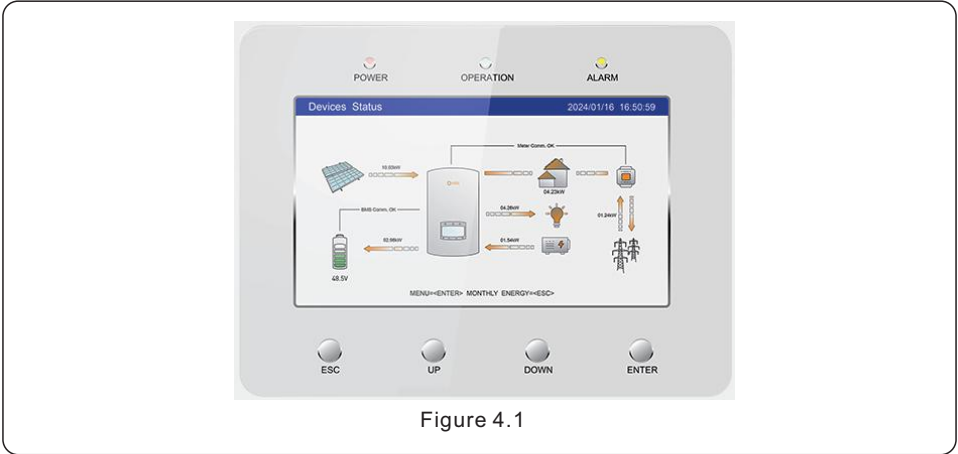 POWER OPERATION ALARM
Devices Status 2024/01/16 16:50:59
Meter Comm. OK
10.03kW
04.23kW
BMS Comm. OK
04.26kW
01.24kW
02.98kW
01.54kW
48.5V
MENU=<ENTER> MONTHLY ENERGY=<ESC>
ESC UP DOWN ENTER
Figure 4.1